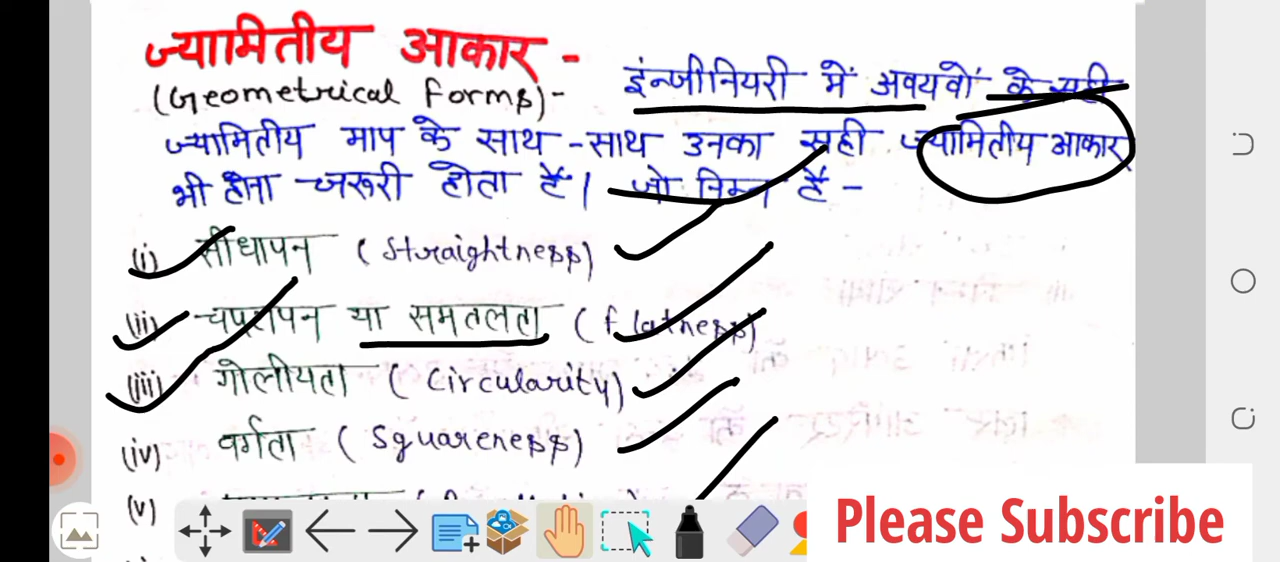 ज्यामितीय आकार -
(Geometrical Forms)- इंन्जीनियरी में अवयवों के सही
ज्यामितीय माप के साथ-साथ उनका सही ज्यामितीय आकार
भी होना जरूरी होता है। जो निम्न है -
(i) सीधापन (Straightness)
(ii) चपटापन या समतलता (flatness)
(iii) गोलीयता (Circularity)
(iv) वर्गता (Squareness)
(v)
Please Subscribe